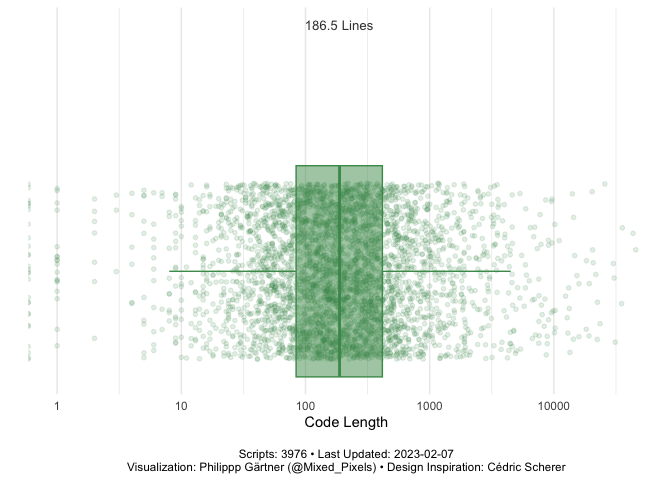 186.5 Lines
1 10 100 1000 10000
Code Length
Scripts: 3976 • Last Updated: 2023-02-07
Visualization: Philippp Gärtner (@Mixed_Pixels) • Design Inspiration: Cédric Scherer